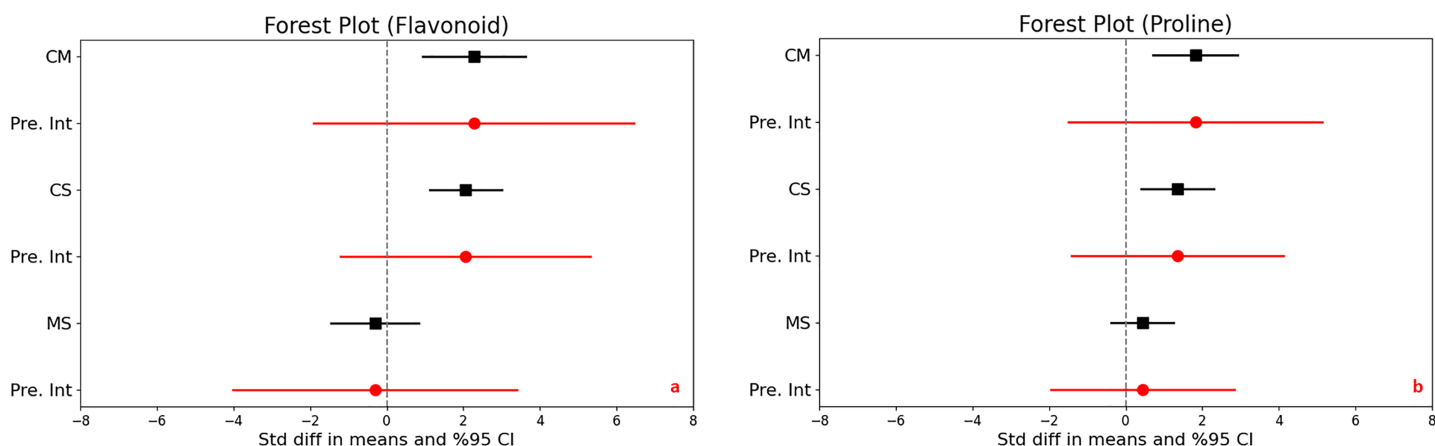 Forest Plot (Flavonoid)
CM
Pre. Int
CS
Pre. Int
MS
Pre. Int
a
−8 −6 −4 −2 0 2 4 6 8
Std diff in means and %95 CI
Forest Plot (Proline)
CM
Pre. Int
CS
Pre. Int
MS
Pre. Int
b
−8 −6 −4 −2 0 2 4 6 8
Std diff in means and %95 CI